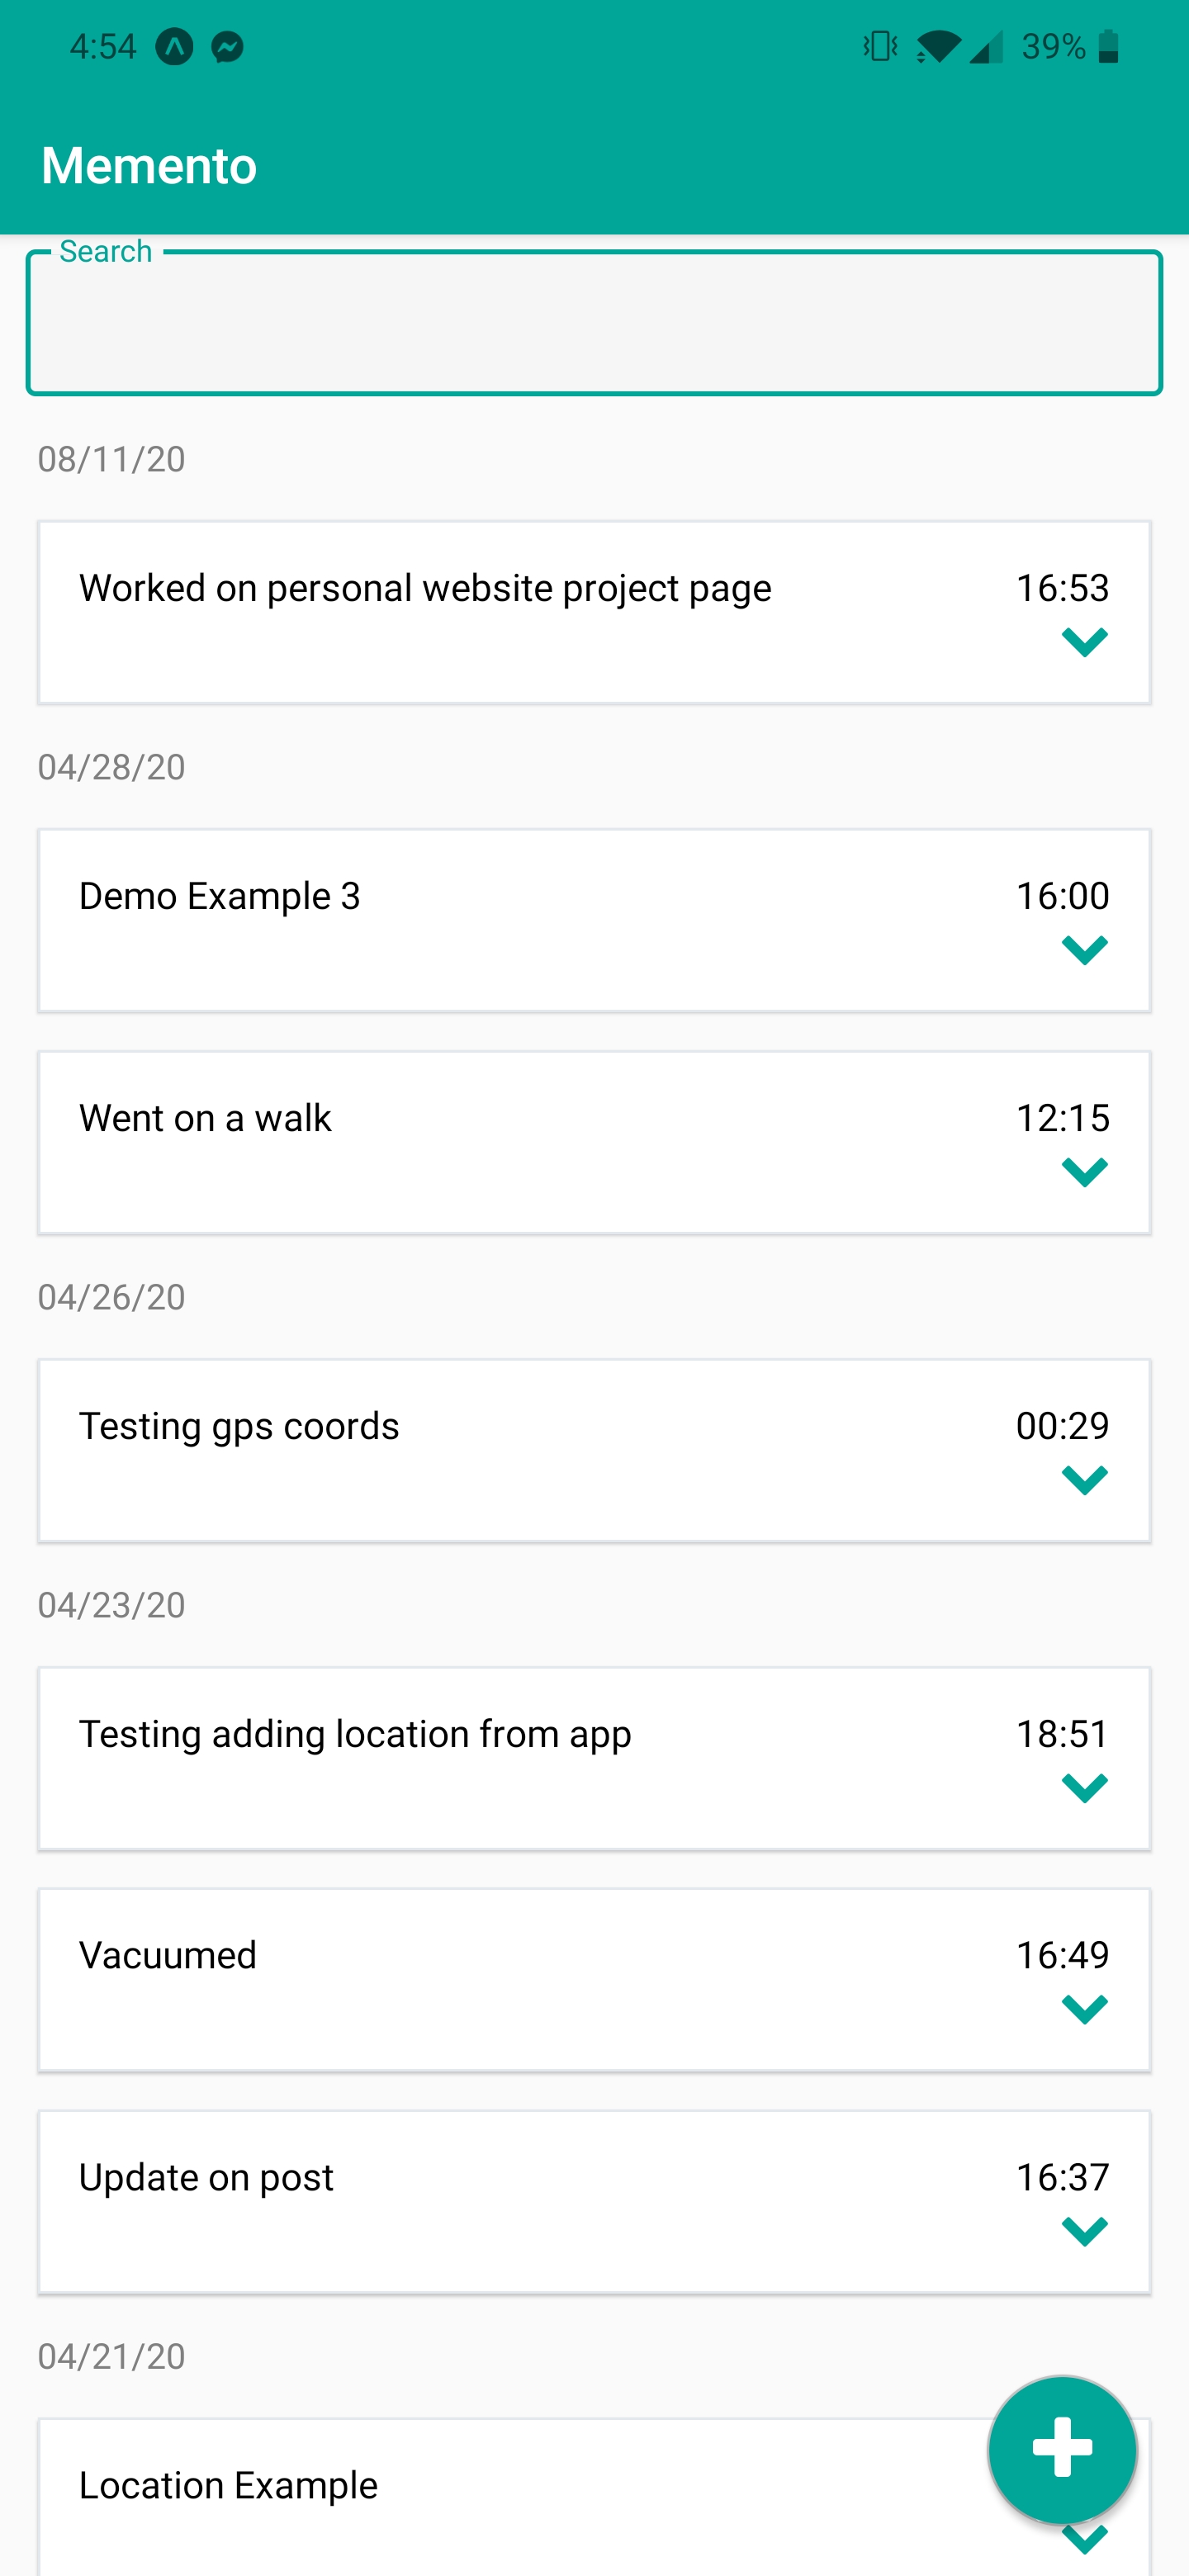 4:54 39%
Memento
Search
08/11/20
Worked on personal website project page 16:53
04/28/20
Demo Example 3 16:00
Went on a walk 12:15
04/26/20
Testing gps coords 00:29
04/23/20
Testing adding location from app 18:51
Vacuumed 16:49
Update on post 16:37
04/21/20
Location Example